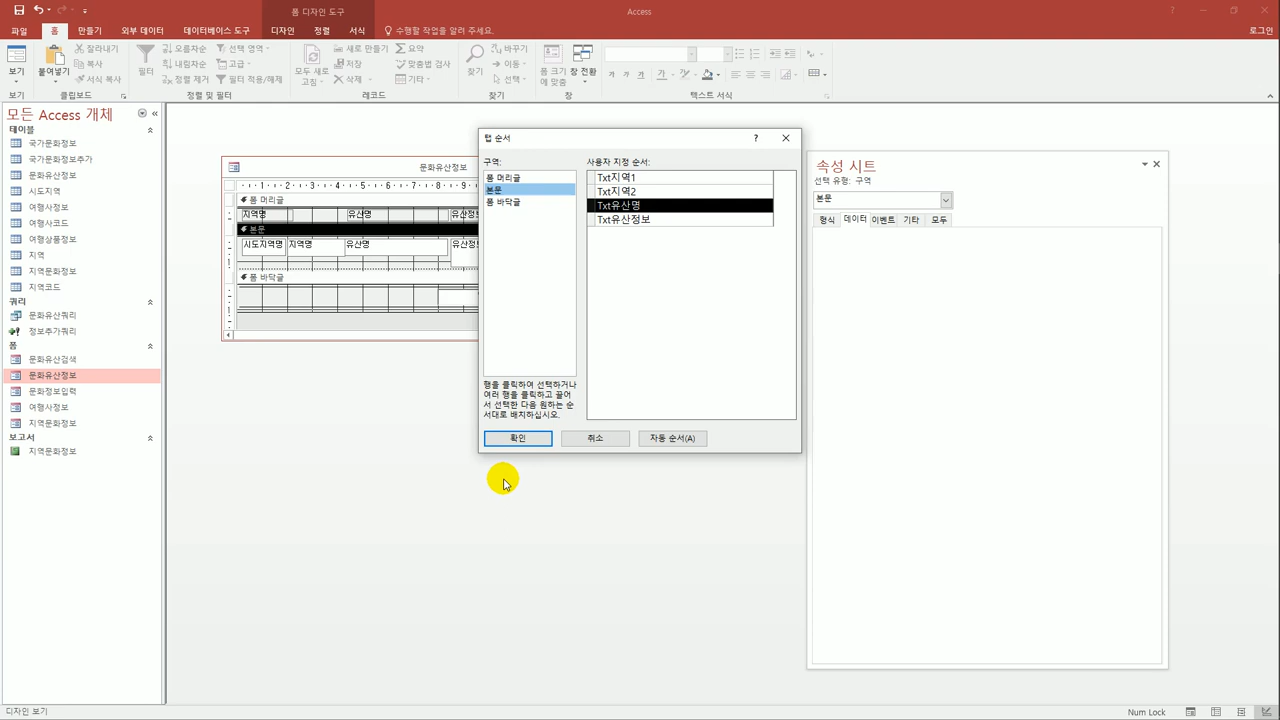 폼 디자인 도구
Access
파일 홈 만들기 외부 데이터 데이터베이스 도구 디자인 정렬 서식 수행할 작업을 알려 주세요. 로그인
보기
붙여넣기
잘라내기
복사
서식 복사
필터
오름차순
내림차순
정렬 제거
선택 영역
고급
필터 적용/해제
모두 새로
고침
새로 만들기
저장
삭제
요약
맞춤법 검사
기타
찾기
바꾸기
이동
선택
폼 크기
에 맞춤
창 전환
가 가 가 가
보기 클립보드 정렬 및 필터 레코드 찾기 창 텍스트 서식
모든 Access 개체
테이블
국가문화정보
국가문화정보추가
문화유산정보
시도지역
여행사정보
여행사코드
여행상품정보
지역
지역문화정보
지역코드
쿼리
문화유산쿼리
정보추가쿼리
폼
문화유산검색
문화유산정보
문화정보입력
여행사정보
지역문화정보
보고서
지역문화정보
문화유산정보
1 2 3 4 5 6 7 8 9
폼 머리글
지역명 유산명 유산정
본문
시도지역명 지역명 유산명 유산정
폼 바닥글
탭 순서
?
구역:
폼 머리글
본문
폼 바닥글
사용자 지정 순서:
Txt지역1
Txt지역2
Txt유산명
Txt유산정보
행을 클릭하여 선택하거나
여러 행을 클릭하고 끌어
서 선택한 다음 원하는 순
서대로 배치하십시오.
확인 취소 자동 순서(A)
속성 시트
선택 유형: 구역
본문
형식 데이터 이벤트 기타 모두
디자인 보기
Num Lock